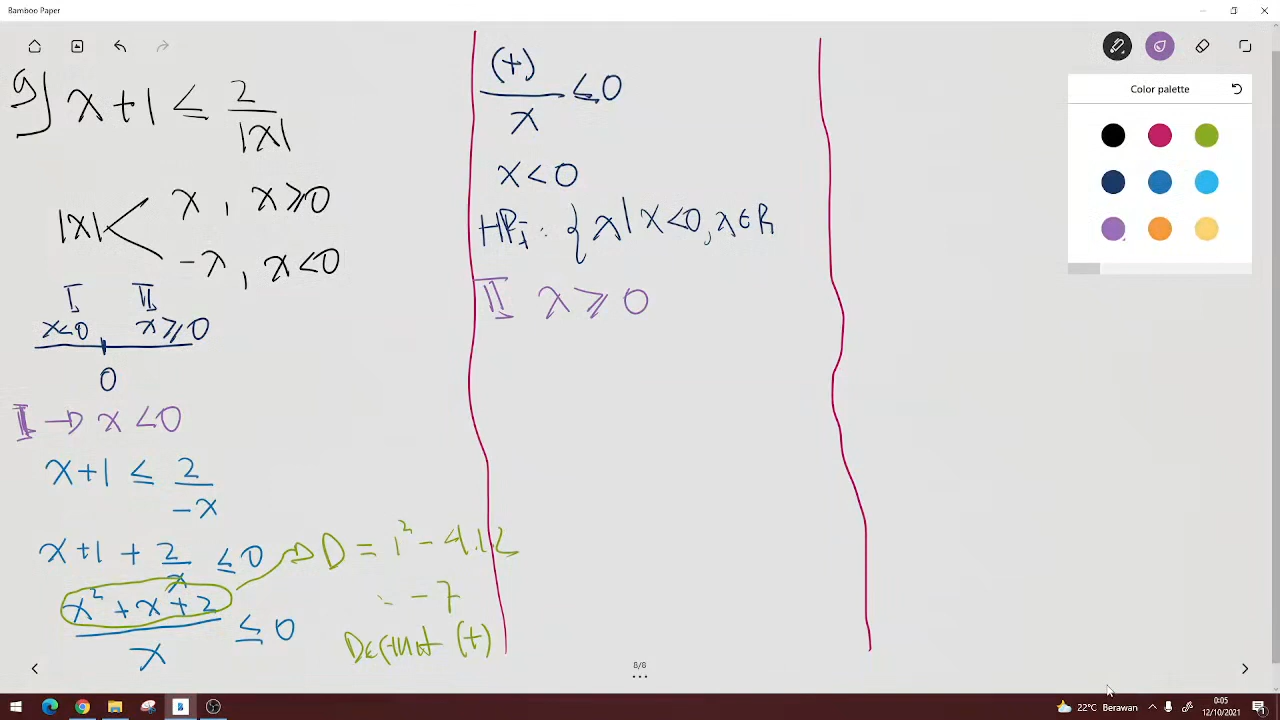 Bamboo Paper
g) x+1 ≤ 2/|x|
|x| < x, x≥0
-x, x<0
I II
x<0 x≥0
0
I → x<0
x+1 ≤ 2/-x
x+1 + 2/x ≤0
x²+x+2/x ≤0
D = 1² - 4.1.2
= -7
Definit (+)
(+)/x ≤0
x<0
HP₁ : { x | x<0, x∈R
II x≥0
Color palette
8/8
22°C Berawan
0:05
12/10/2021